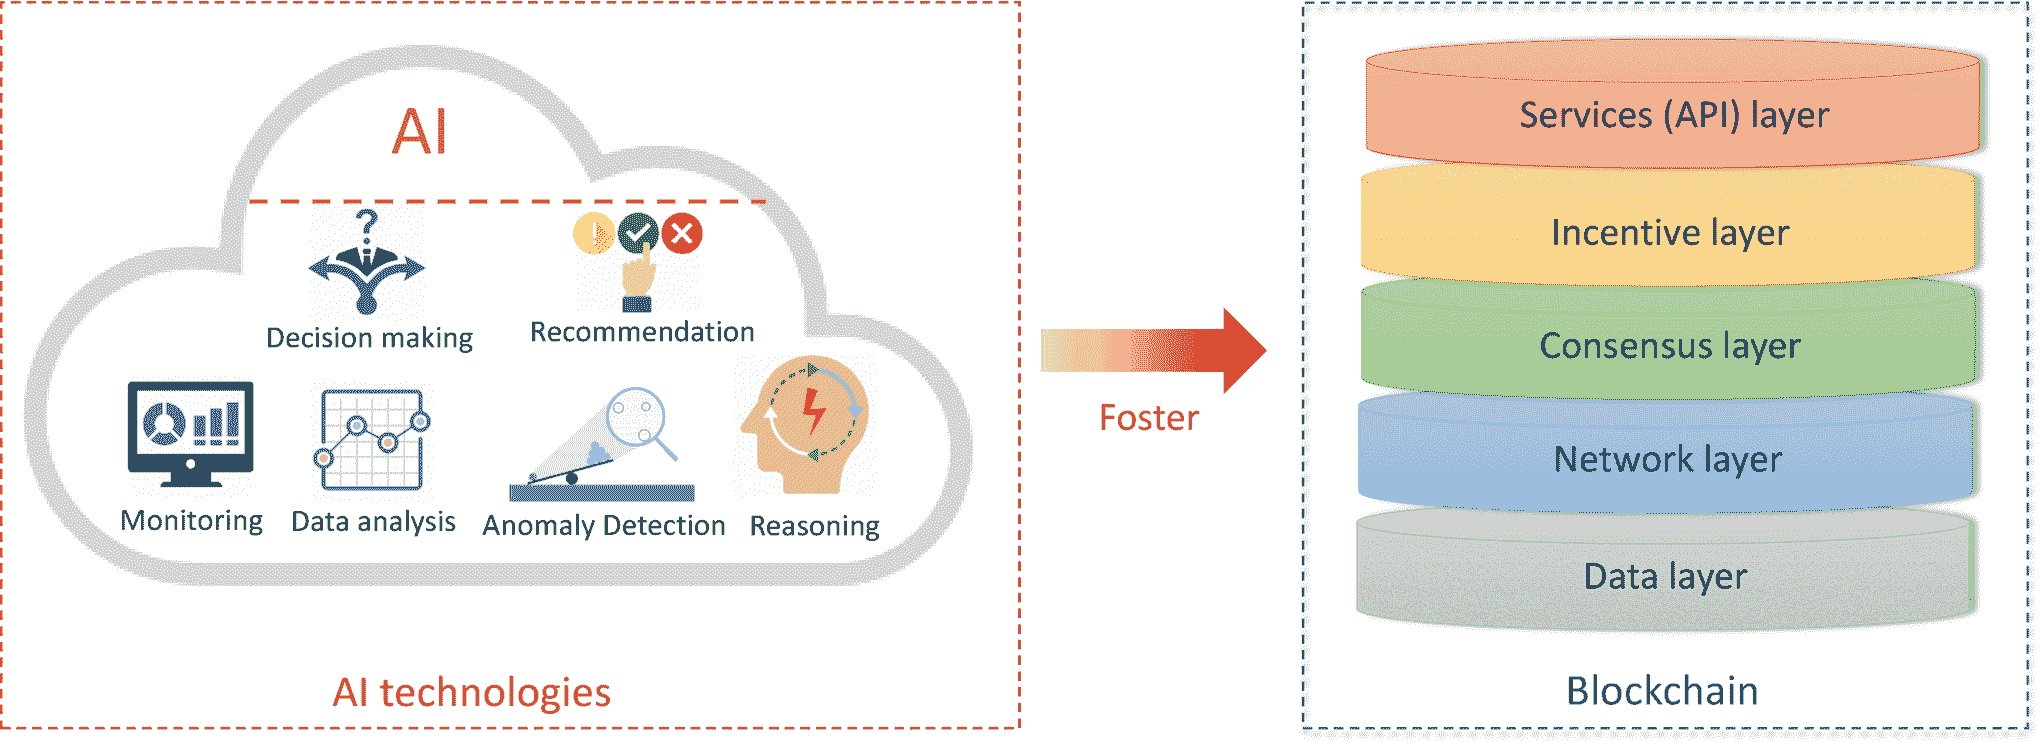 AI
Decision making
Recommendation
Monitoring
Data analysis
Anomaly Detection
Reasoning
AI technologies
Foster
Services (API) layer
Incentive layer
Consensus layer
Network layer
Data layer
Blockchain